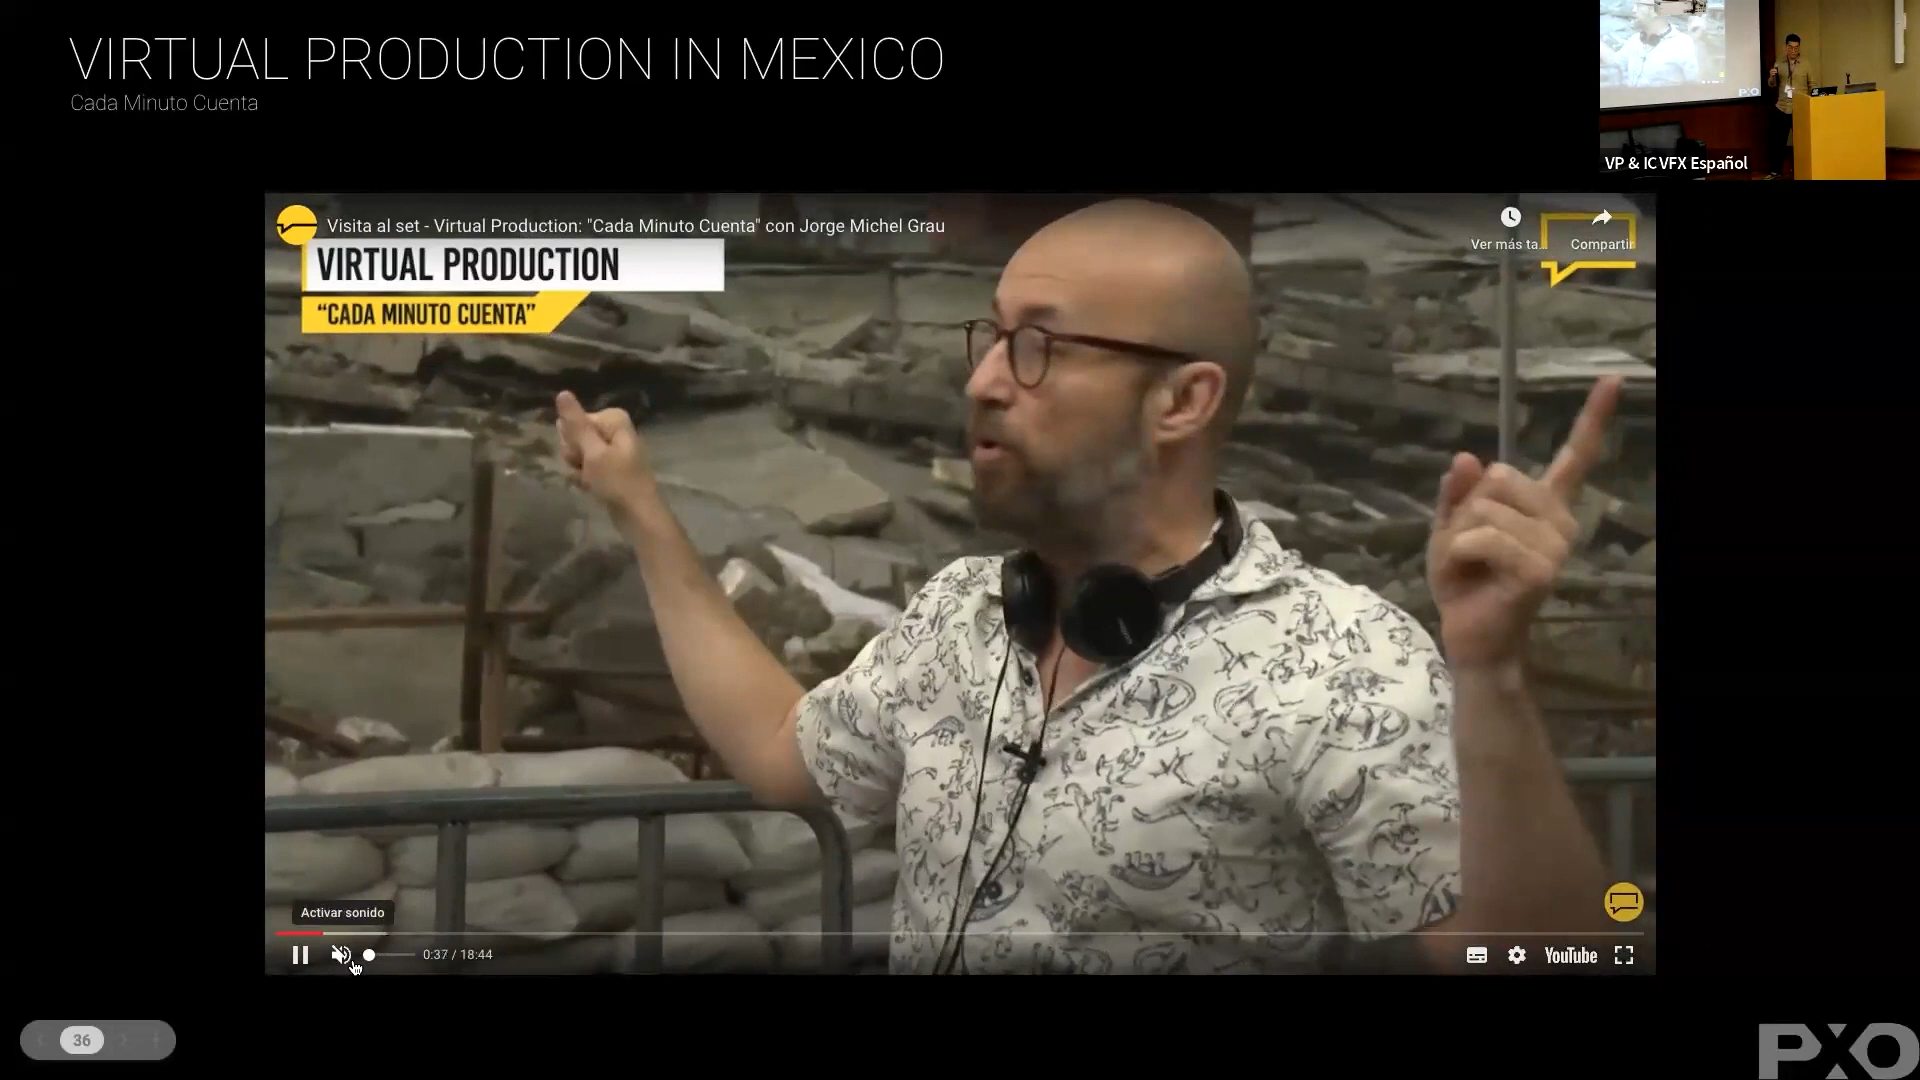 VIRTUAL PRODUCTION IN MEXICO
Cada Minuto Cuenta
VP & ICVFX Español
Visita al set - Virtual Production: "Cada Minuto Cuenta" con Jorge Michel Grau
Ver más ta...
Compartir
VIRTUAL PRODUCTION
“CADA MINUTO CUENTA”
Activar sonido
0:37 / 18:44
YouTube
36
PXO
PXO